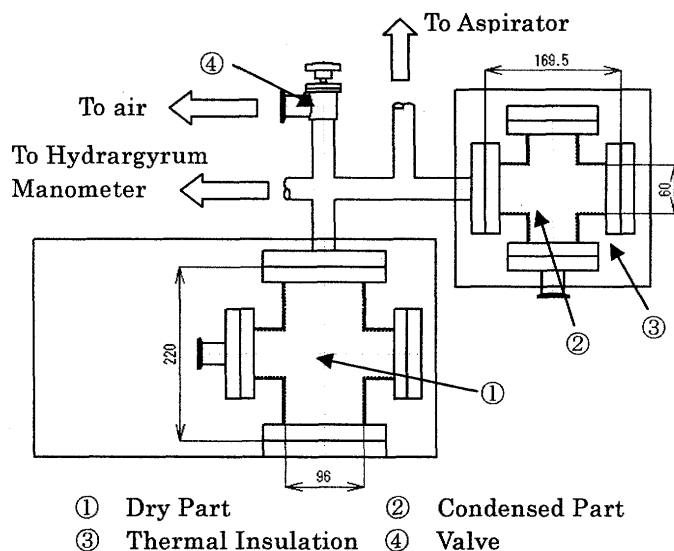 To Aspirator
④
169.5
To air
To Hydrargyrum
Manometer
60
③
②
220
①
96
① Dry Part ② Condensed Part
③ Thermal Insulation ④ Valve